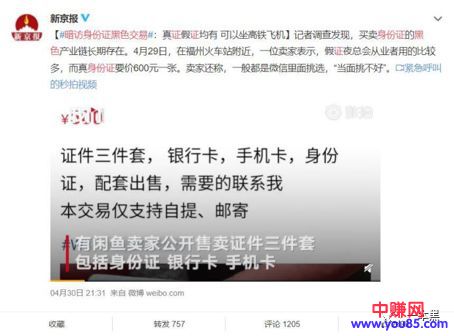 新京报
新京报
【暗访身份证黑色交易：真证假证均有 可以坐高铁飞机】记者调查发现，买卖身份证的黑
色产业链长期存在。4月29日，在福州火车站附近，一位卖家表示，假证夜总会从业者用的比较
多，而真身份证要价600元一张。卖家还称，一般都是微信里面挑选，“当面挑不好”。紧急呼叫
的秒拍视频
证件三件套，银行卡，手机卡，身份
证，配套出售，需要的联系我
本交易仅支持自提、邮寄
有闲鱼卖家公开售卖证件三件套
包括身份证 银行卡 手机卡
04月30日 21:31 来自 微博 weibo.com
收藏
转发 757
评论 1205
中赚网
www.you85.com